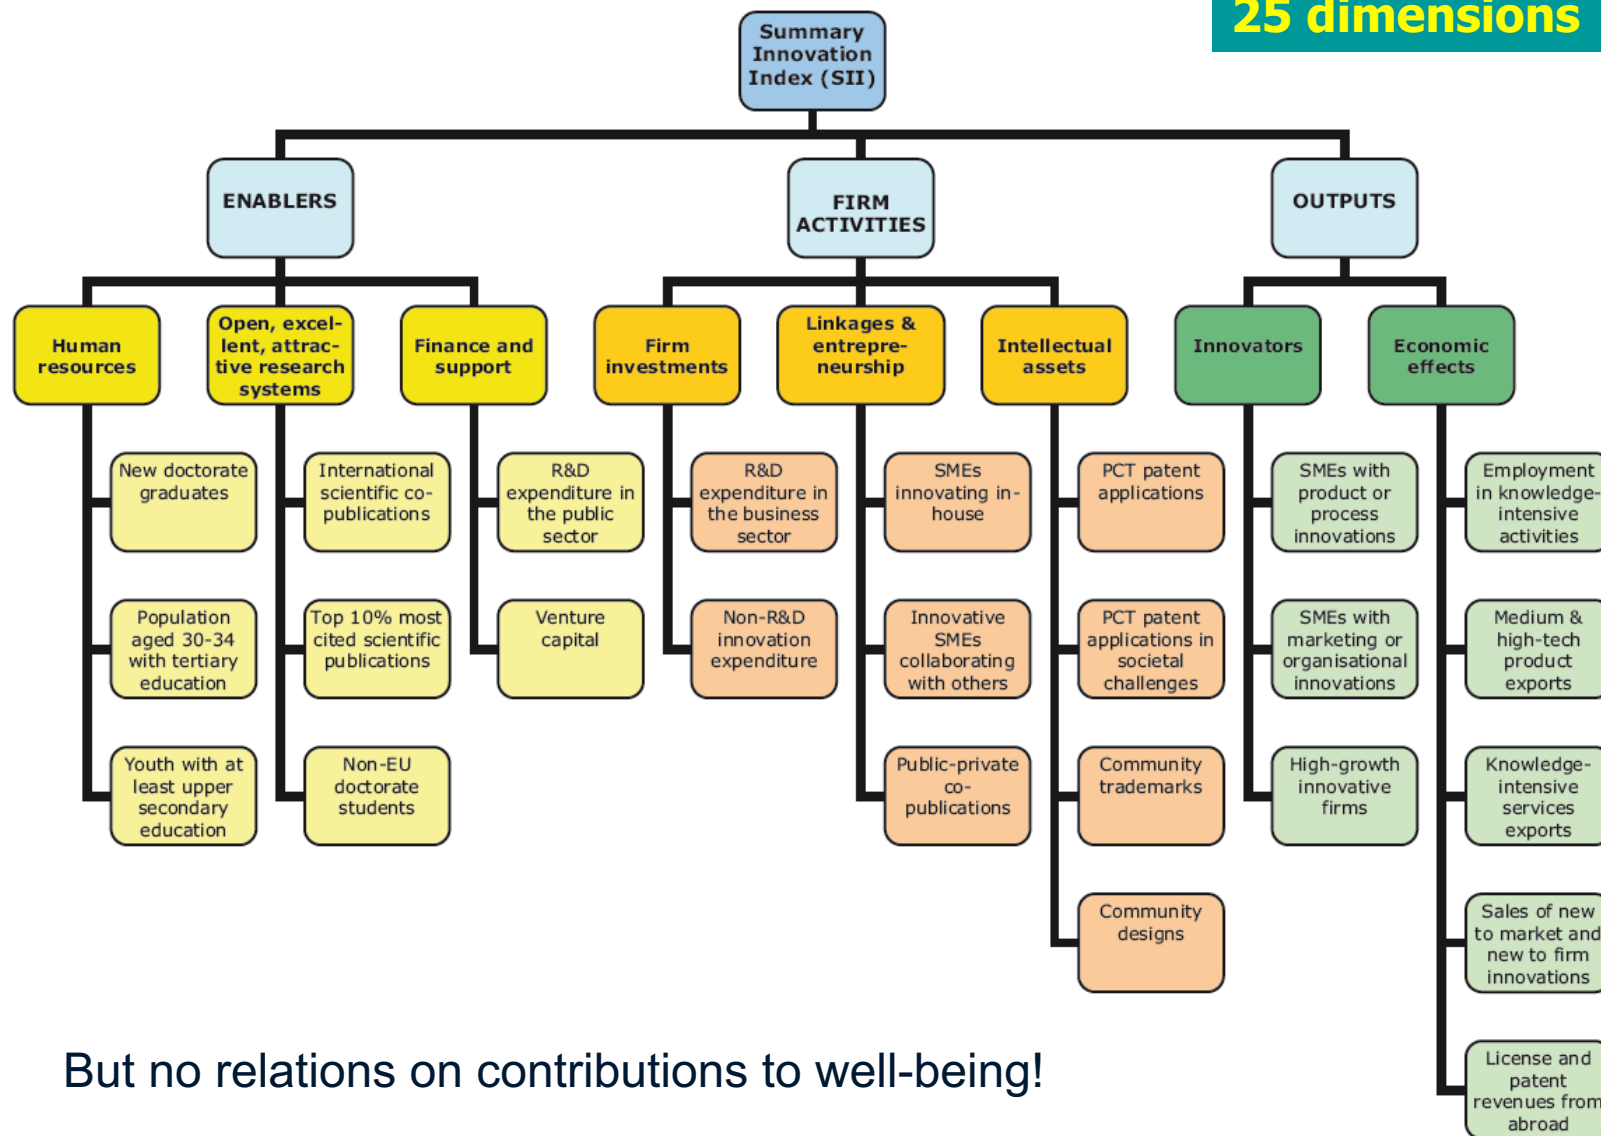 25 dimensions
Summary
Innovation
Index (SII)
ENABLERS
FIRM
ACTIVITIES
OUTPUTS
Human
resources
Open, excel-
lent, attrac-
tive research
systems
Finance and
support
Firm
investments
Linkages &
entrepre-
neurship
Intellectual
assets
Innovators
Economic
effects
New doctorate
graduates
Population
aged 30-34
with tertiary
education
Youth with at
least upper
secondary
education
International
scientific co-
publications
Top 10% most
cited scientific
publications
Non-EU
doctorate
students
R&D
expenditure in
the public
sector
Venture
capital
R&D
expenditure in
the business
sector
Non-R&D
innovation
expenditure
SMEs
innovating in-
house
Innovative
SMEs
collaborating
with others
Public-private
co-
publications
PCT patent
applications
PCT patent
applications in
societal
challenges
Community
trademarks
Community
designs
SMEs with
product or
process
innovations
SMEs with
marketing or
organisational
innovations
High-growth
innovative
firms
Employment
in knowledge-
intensive
activities
Medium &
high-tech
product
exports
Knowledge-
intensive
services
exports
Sales of new
to market and
new to firm
innovations
License and
patent
revenues from
abroad
But no relations on contributions to well-being!